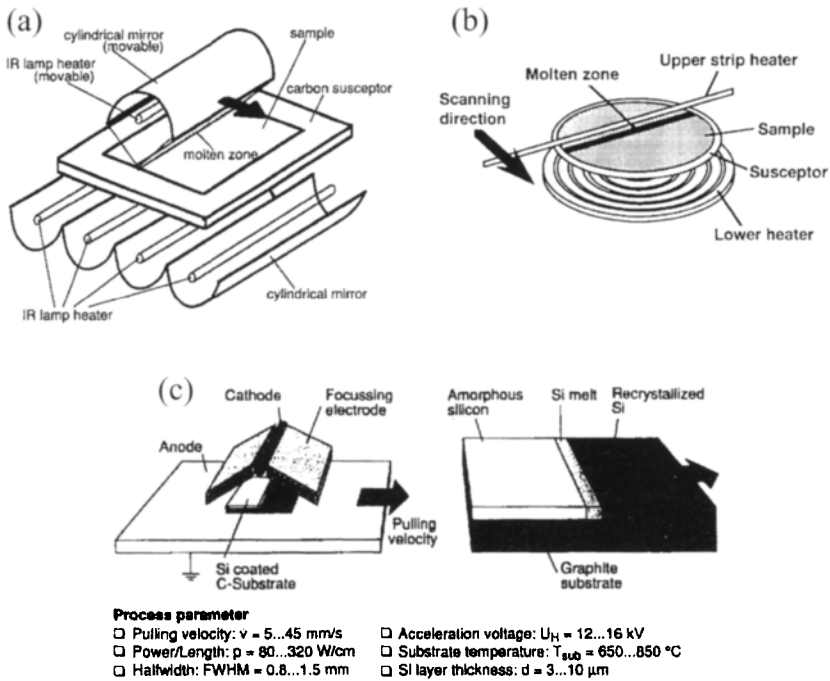 (a)
cylindrical mirror
(movable)
IR lamp heater
(movable)
sample
carbon susceptor
molten zone
cylindrical mirror
IR lamp heater
(b)
Upper strip heater
Molten zone
Scanning
direction
Sample
Susceptor
Lower heater
(c)
Cathode
Focussing
electrode
Anode
Pulling
velocity
Si coated
C-Substrate
Amorphous
silicon
Si melt
Recrystallized
Si
Graphite
substrate
Process parameter
❑ Pulling velocity: v = 5...45 mm/s
❑ Power/Length: p = 80...320 W/cm
❑ Halfwidth: FWHM = 0.8...1.5 mm
❑ Acceleration voltage: U_H = 12...16 kV
❑ Substrate temperature: T_sub = 650...850 °C
❑ Si layer thickness: d = 3...10 µm